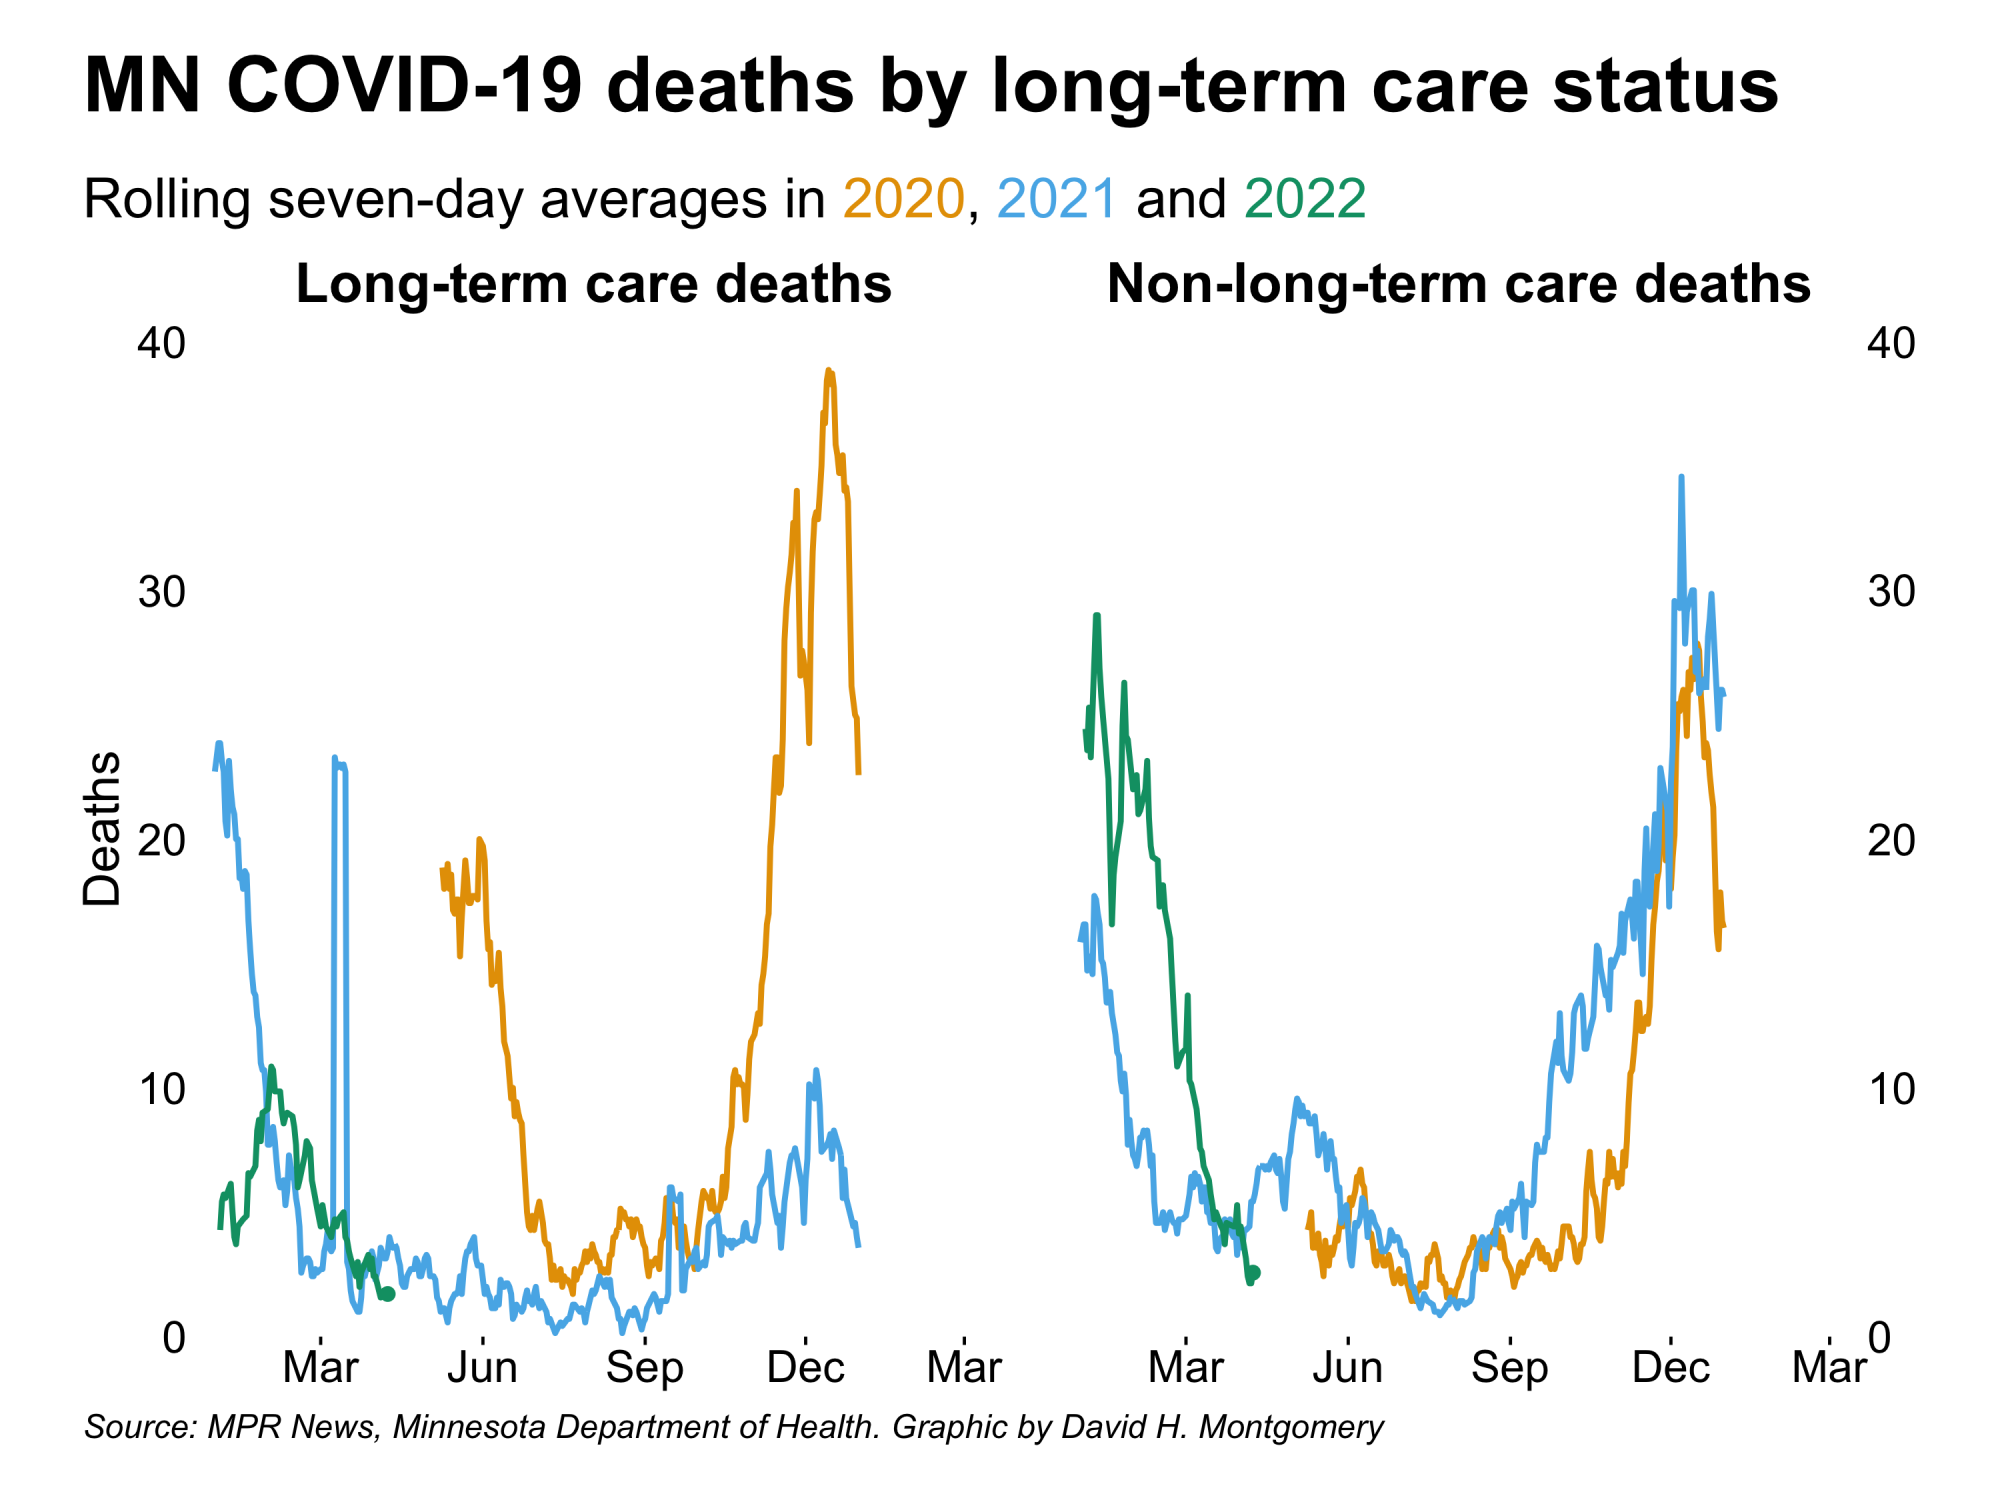 MN COVID-19 deaths by long-term care status
Rolling seven-day averages in 2020, 2021 and 2022
Long-term care deaths
Non-long-term care deaths
Deaths
40
30
20
10
0
40
30
20
10
0
Mar Jun Sep Dec Mar
Mar Jun Sep Dec Mar
Source: MPR News, Minnesota Department of Health. Graphic by David H. Montgomery